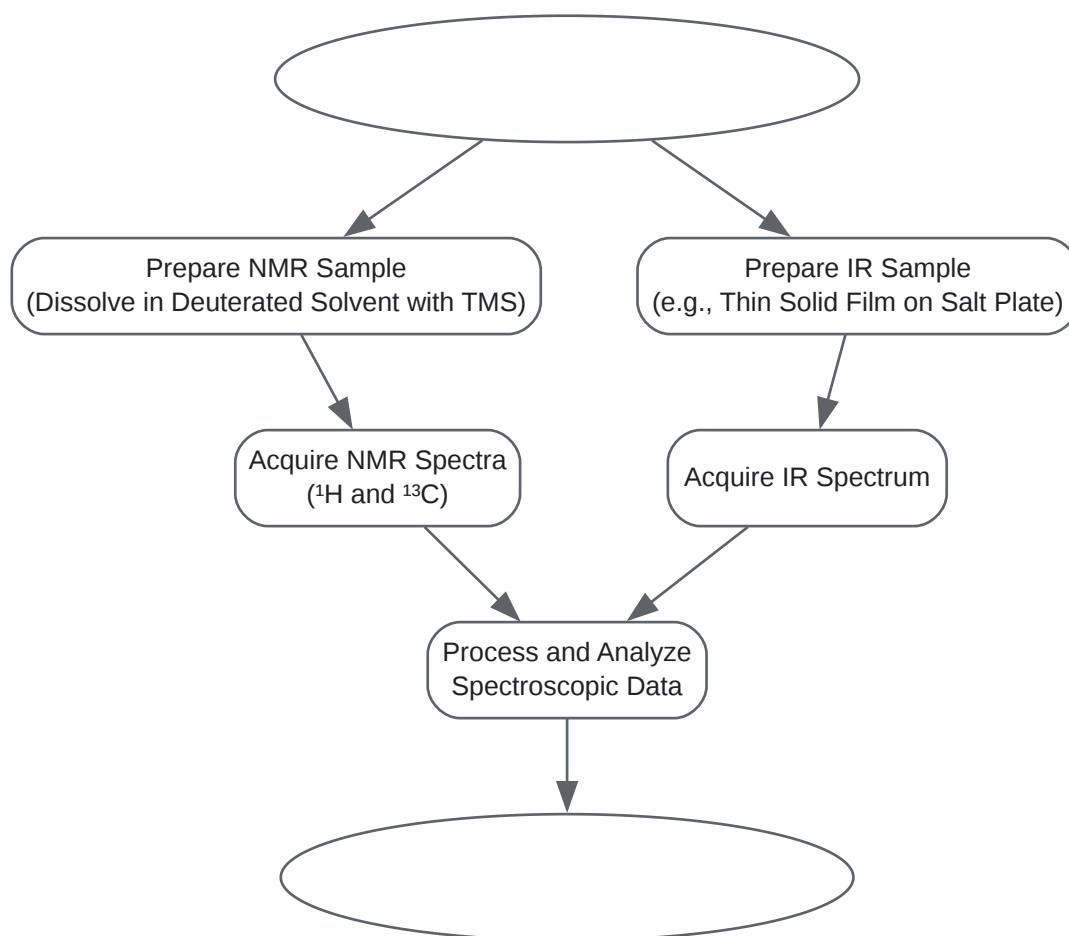 Prepare NMR Sample
(Dissolve in Deuterated Solvent with TMS)
Prepare IR Sample
(e.g., Thin Solid Film on Salt Plate)
Acquire NMR Spectra
(¹H and ¹³C)
Acquire IR Spectrum
Process and Analyze
Spectroscopic Data